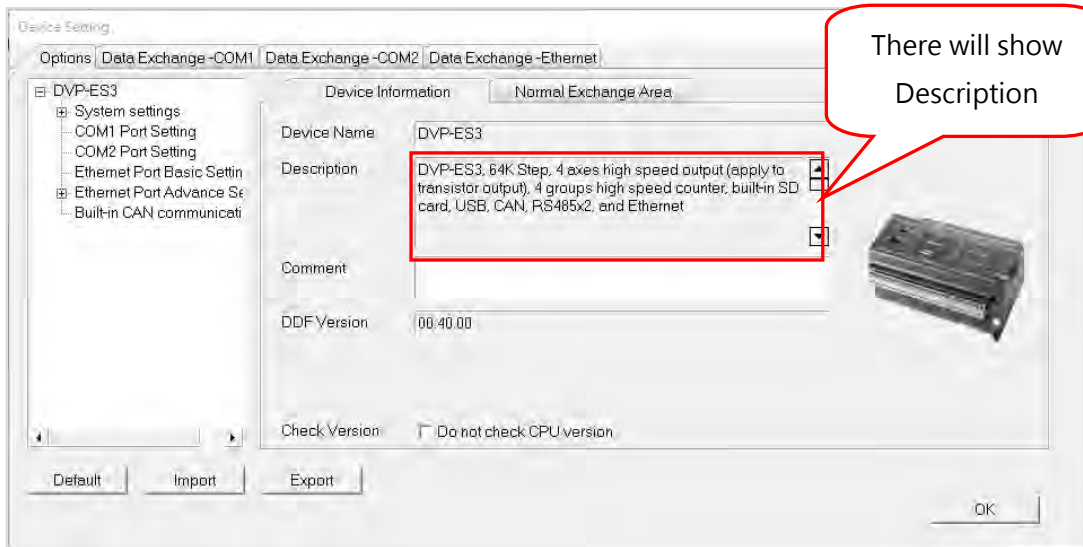 Device Setting
Options Data Exchange -COM1 Data Exchange -COM2 Data Exchange -Ethernet
There will show
Description
DVP-ES3
System settings
COM1 Port Setting
COM2 Port Setting
Ethernet Port Basic Settin
Ethernet Port Advance Se
Built-in CAN communicati
Device Information Normal Exchange Area
Device Name DVP-ES3
Description DVP-ES3, 64K Step, 4 axes high speed output (apply to
transistor output), 4 groups high speed counter, built-in SD
card, USB, CAN, RS485x2, and Ethernet
Comment
DDF Version 00.40.00
Check Version Do not check CPU version
Default Import Export
OK